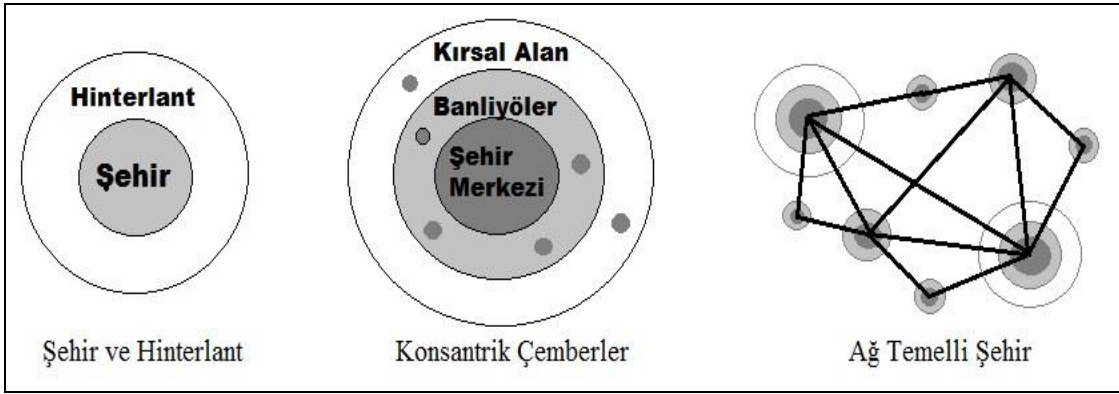 Hinterlant
Şehir
Şehir ve Hinterlant
Kırsal Alan
Banliyöler
Şehir
Merkezi
Konsantrik Çemberler
Ağ Temelli Şehir